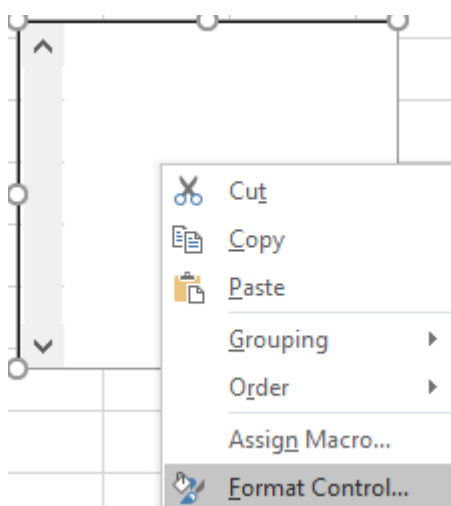 Cut
Copy
Paste
Grouping
Order
Assign Macro...
Format Control...